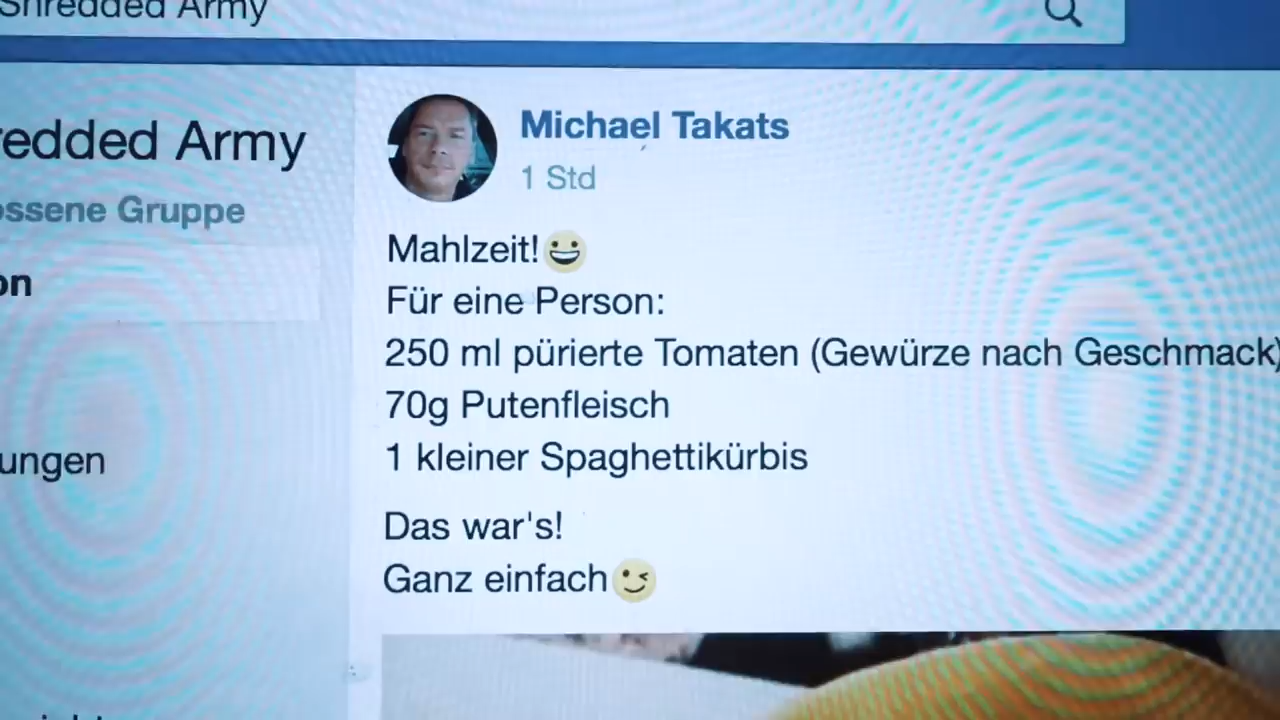 Shredded Army
redded Army
ossene Gruppe
on
ungen
Michael Takats
1 Std
Mahlzeit!😀
Für eine Person:
250 ml pürierte Tomaten (Gewürze nach Geschmack)
70g Putenfleisch
1 kleiner Spaghettikürbis
Das war's!
Ganz einfach😉